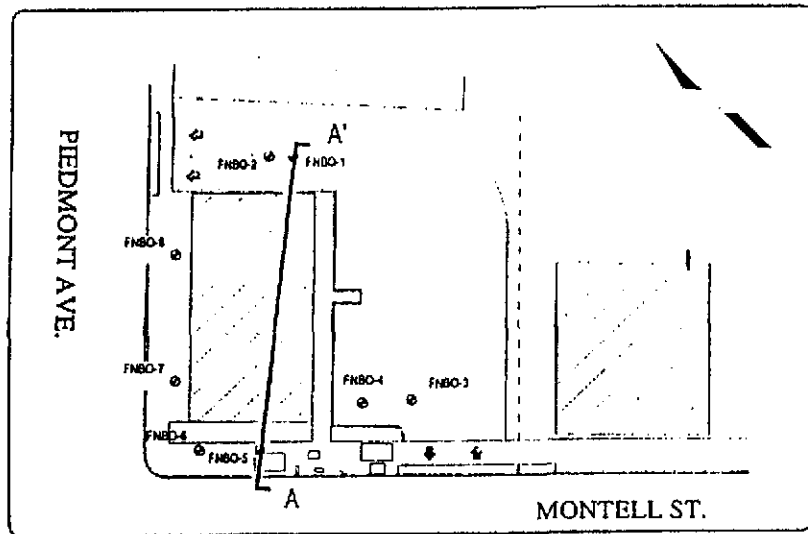 A'
FNBO-2
FNBO-1
PIEDMONT AVE.
FNBO-8
FNBO-7
FNBO-4
FNBO-3
FNBO-6
FNBO-5
A
MONTELL ST.